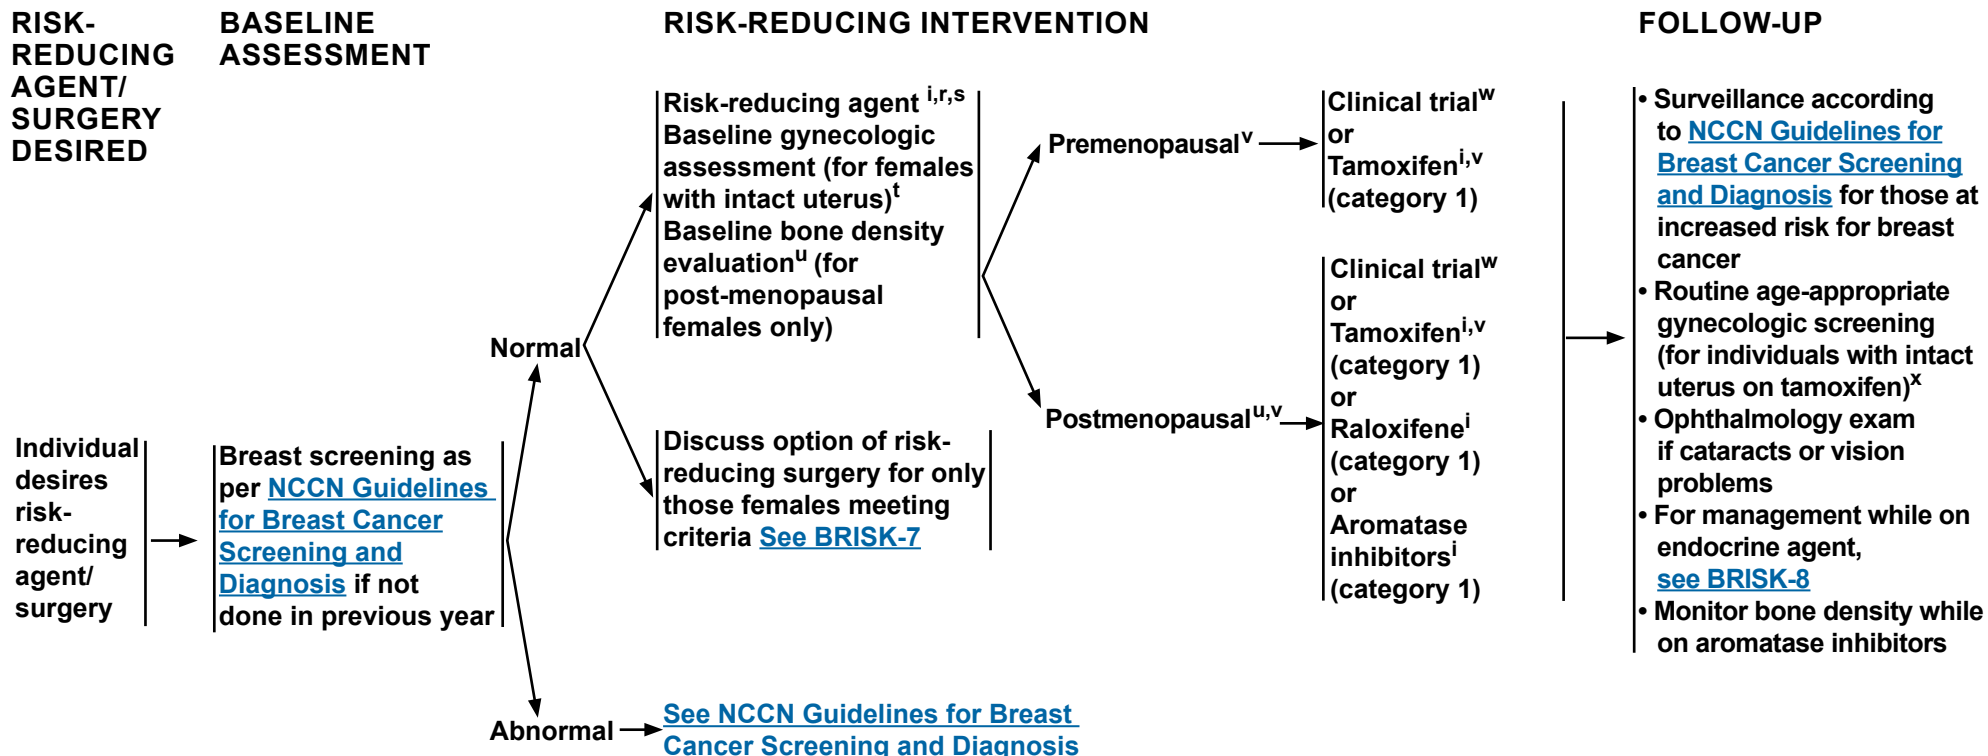 RISK-
REDUCING
AGENT/
SURGERY
DESIRED
BASELINE
ASSESSMENT
RISK-REDUCING INTERVENTION
FOLLOW-UP
Individual
desires
risk-
reducing
agent/
surgery
Breast screening as
per NCCN Guidelines
for Breast Cancer
Screening and
Diagnosis if not
done in previous year
Normal
Abnormal
Risk-reducing agent i,r,s
Baseline gynecologic
assessment (for females
with intact uterus)t
Baseline bone density
evaluationu (for
post-menopausal
females only)
Discuss option of risk-
reducing surgery for only
those females meeting
criteria See BRISK-7
See NCCN Guidelines for Breast
Cancer Screening and Diagnosis
Premenopausalv
Postmenopausalu,v
Clinical trialw
or
Tamoxifeni,v
(category 1)
Clinical trialw
or
Tamoxifeni,v
(category 1)
or
Raloxifenei
(category 1)
or
Aromatase
inhibitorsi
(category 1)
• Surveillance according
to NCCN Guidelines for
Breast Cancer Screening
and Diagnosis for those at
increased risk for breast
cancer
• Routine age-appropriate
gynecologic screening
(for individuals with intact
uterus on tamoxifen)x
• Ophthalmology exam
if cataracts or vision
problems
• For management while on
endocrine agent,
see BRISK-8
• Monitor bone density while
on aromatase inhibitors